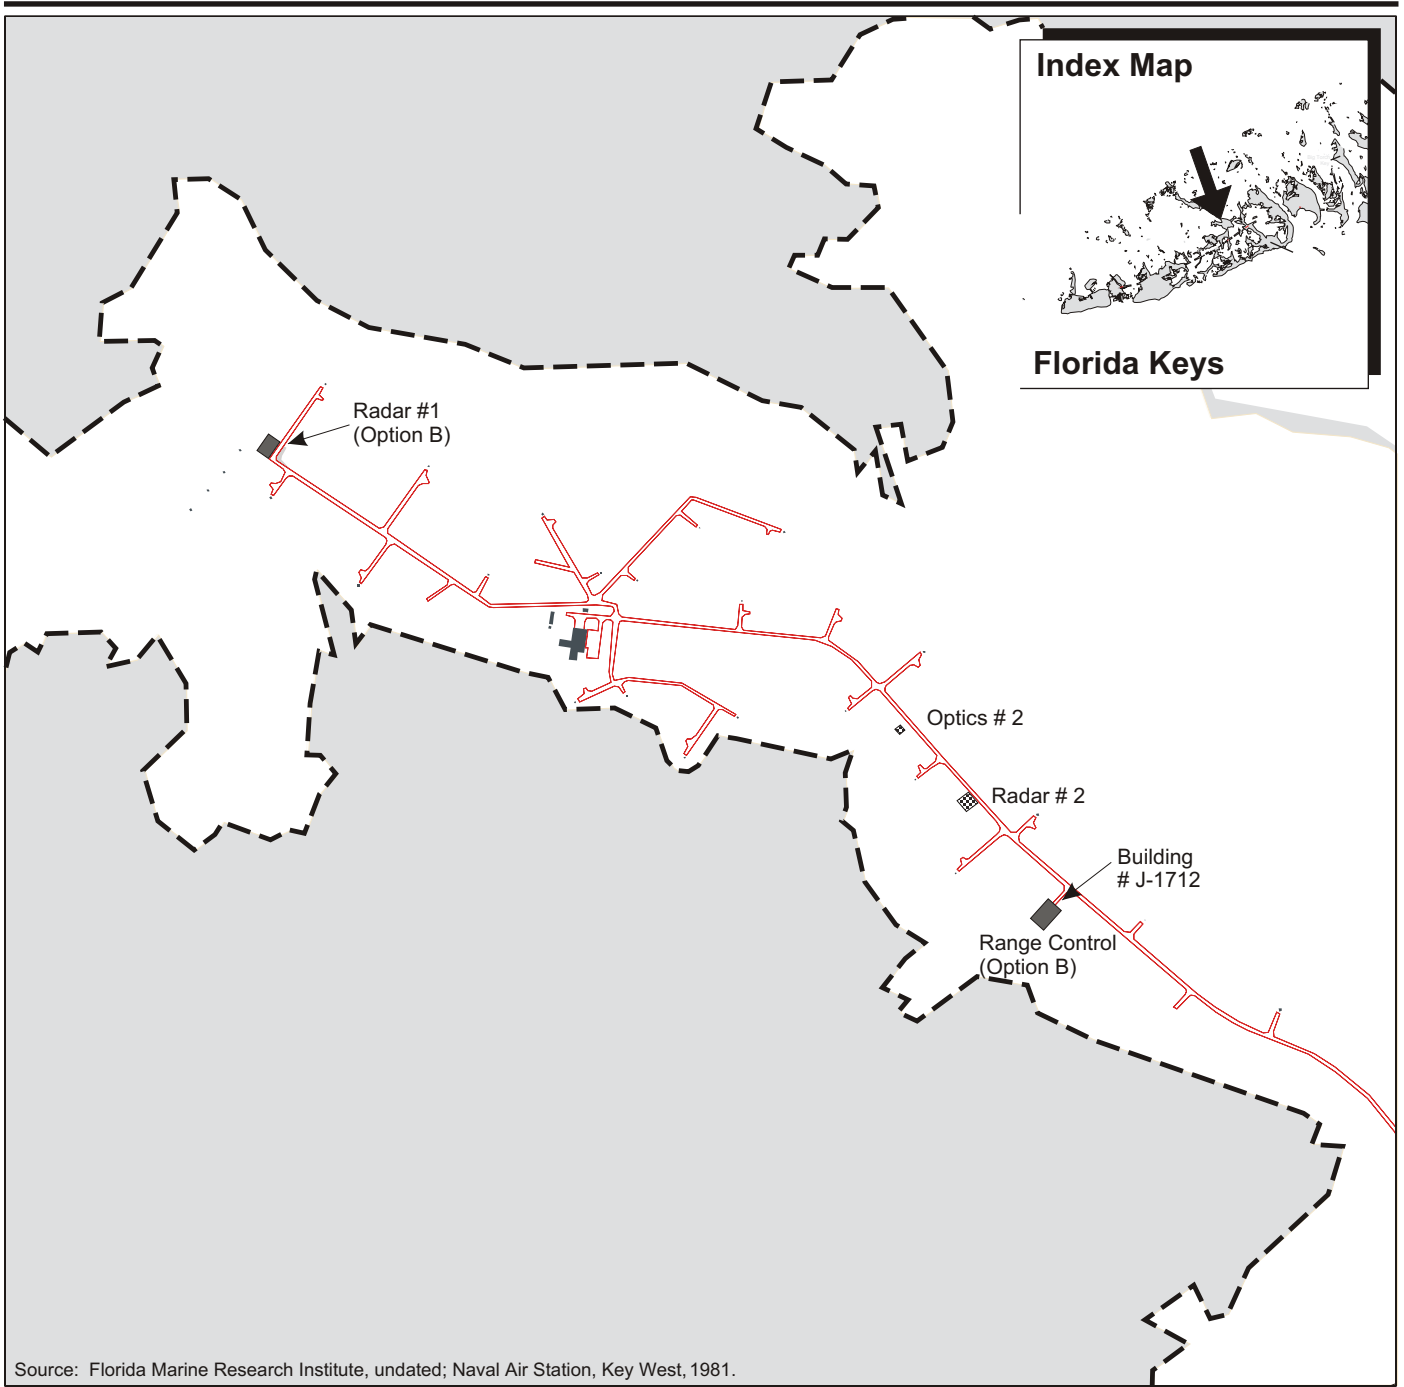 Index Map
Florida Keys
Radar #1
(Option B)
Optics # 2
Radar # 2
Building
# J-1712
Range Control
(Option B)
Source: Florida Marine Research Institute, undated; Naval Air Station, Key West, 1981.